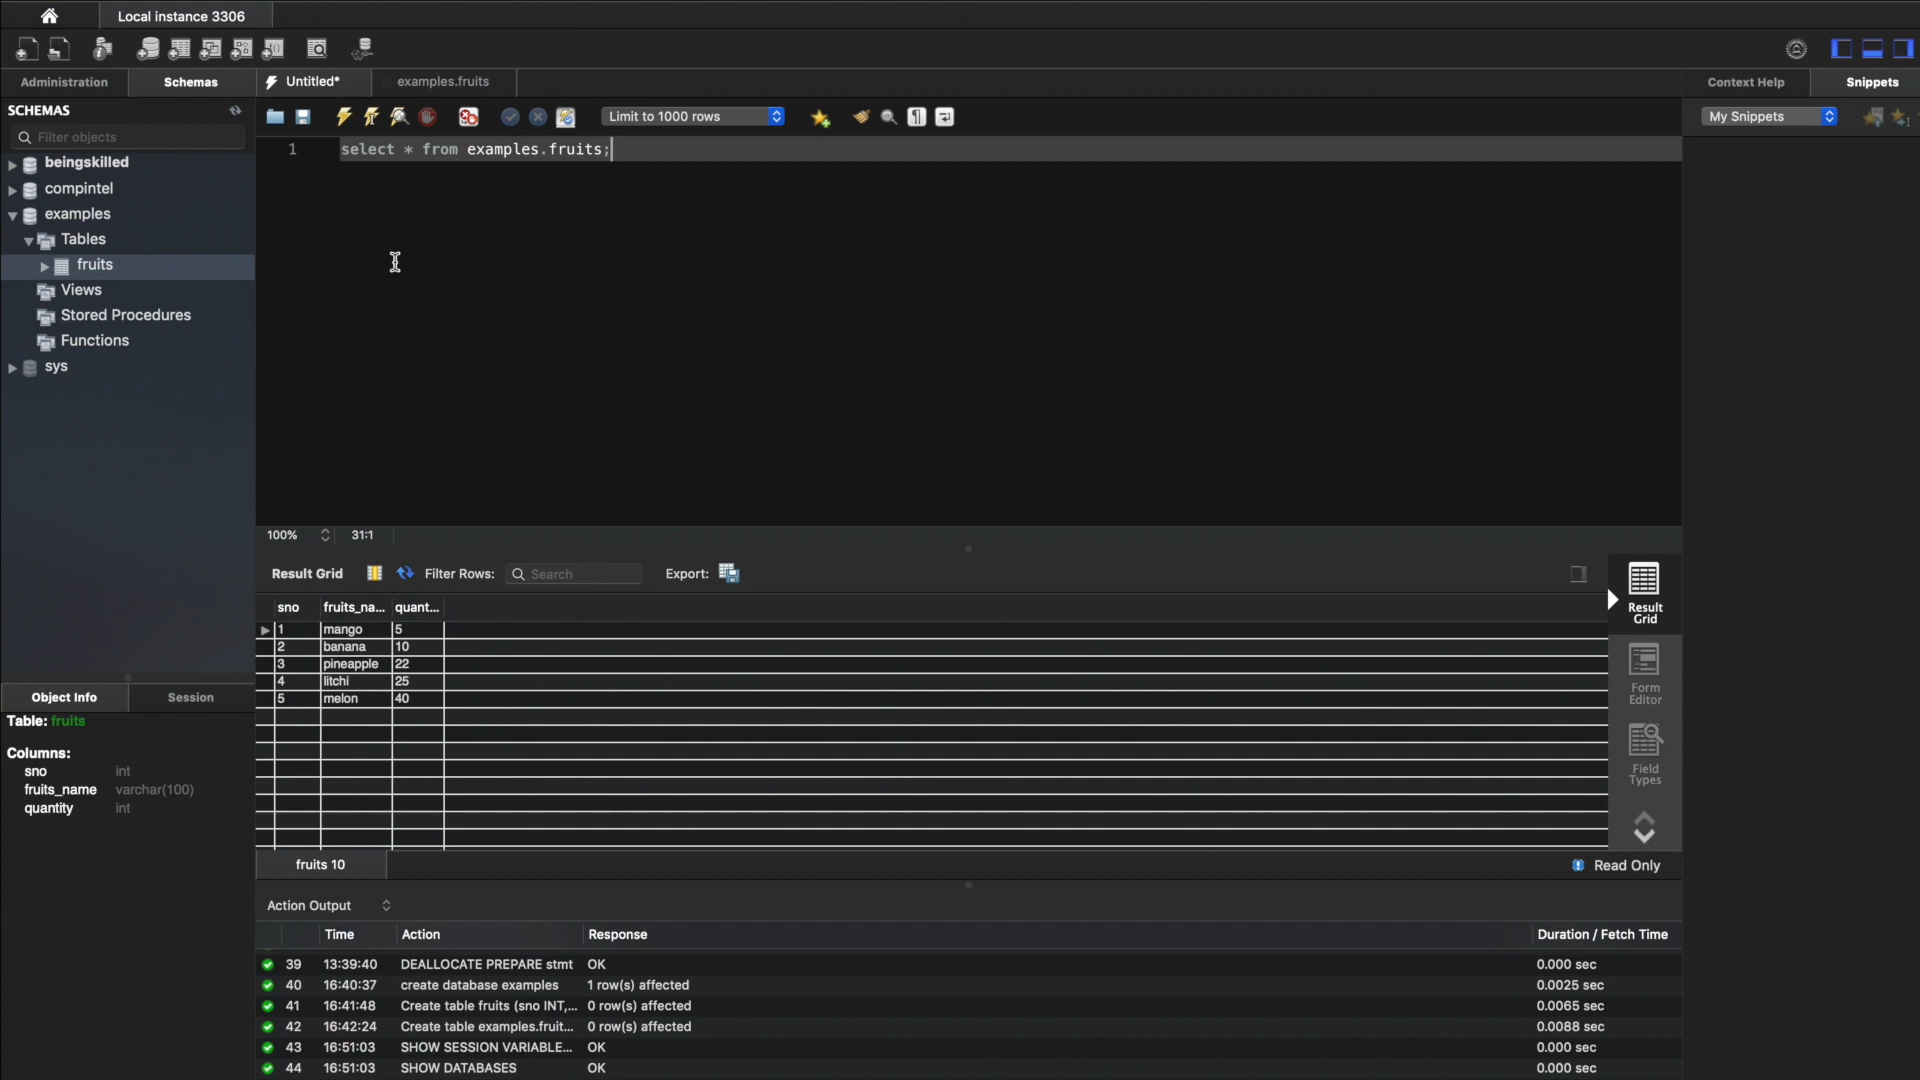 Local instance 3306
Administration
Schemas
Untitled*
examples.fruits
Context Help
Snippets
SCHEMAS
Filter objects
beingskilled
compintel
examples
Tables
fruits
Views
Stored Procedures
Functions
sys
Limit to 1000 rows
My Snippets
1 select * from examples.fruits;
100% 31:1
Result Grid Filter Rows: Search Export:
sno fruits_na... quant...
1 mango 5
2 banana 10
3 pineapple 22
4 litchi 25
5 melon 40
Result
Grid
Form
Editor
Field
Types
fruits 10
Read Only
Object Info
Session
Table: fruits
Columns:
sno int
fruits_name varchar(100)
quantity int
Action Output
Time Action Response Duration / Fetch Time
39 13:39:40 DEALLOCATE PREPARE stmt OK 0.000 sec
40 16:40:37 create database examples 1 row(s) affected 0.0025 sec
41 16:41:48 Create table fruits (sno INT,... 0 row(s) affected 0.0065 sec
42 16:42:24 Create table examples.fruit... 0 row(s) affected 0.0088 sec
43 16:51:03 SHOW SESSION VARIABLE... OK 0.000 sec
44 16:51:03 SHOW DATABASES OK 0.000 sec